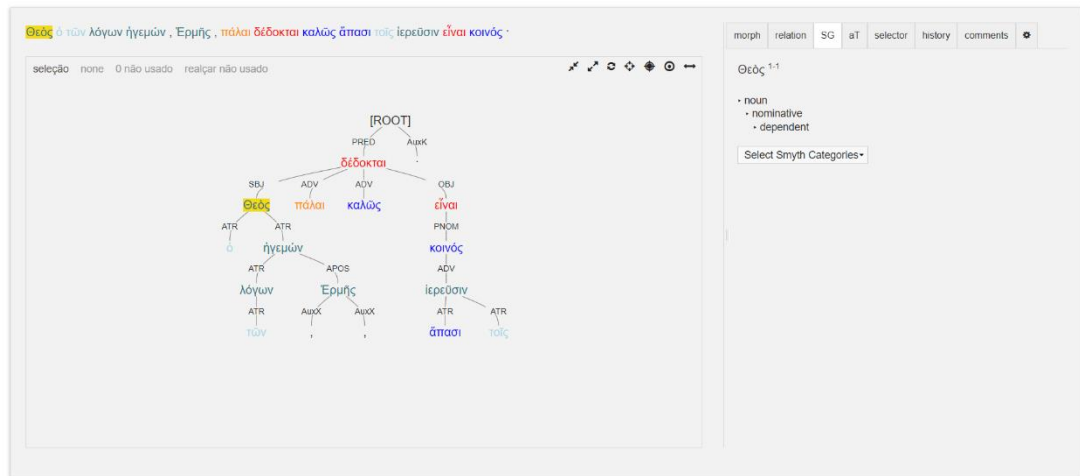 Θεὸς ὁ τῶν λόγων ἡγεμών , Ἑρμῆς , πάλαι δέδοκται καλῶς ἅπασι τοῖς ἱερεῦσιν εἶναι κοινός ·
morph relation SG aT selector history comments
seleção none 0 não usado realçar não usado
Θεὸς 1-1
noun
nominative
dependent
Select Smyth Categories
[ROOT]
PRED AuxK
δέδοκται ·
SBJ ADV ADV OBJ
Θεὸς πάλαι καλῶς εἶναι
ATR ATR PNOM
ὁ ἡγεμών κοινός
ATR APOS ADV
λόγων Ἑρμῆς ἱερεῦσιν
ATR AuxX AuxX ATR ATR
τῶν , , ἅπασι τοῖς